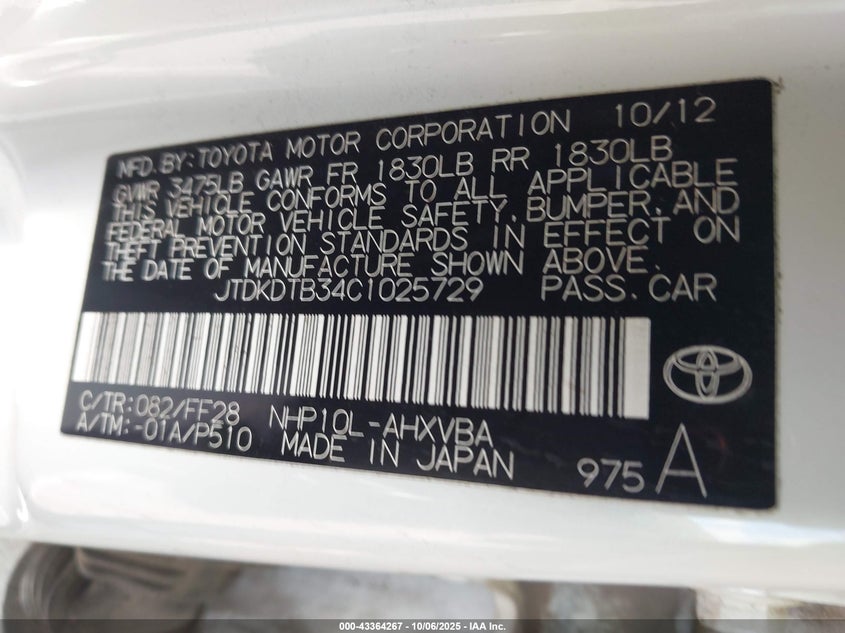 MFD.BY:TOYOTA MOTOR CORPORATION 10/12
GVWR 3475LB GAWR FR 1830LB RR 1830LB
THIS VEHICLE CONFORMS TO ALL APPLICABLE
FEDERAL MOTOR VEHICLE SAFETY, BUMPER, AND
THEFT PREVENTION STANDARDS IN EFFECT ON
THE DATE OF MANUFACTURE SHOWN ABOVE.
JTDKDTB34C1025729 PASS.CAR
C/TR:082/FF28 NHP10L-AHXVBA
A/TM:-01A/P510 MADE IN JAPAN 975 A
000-43364267 - 10/06/2025 - IAA Inc.